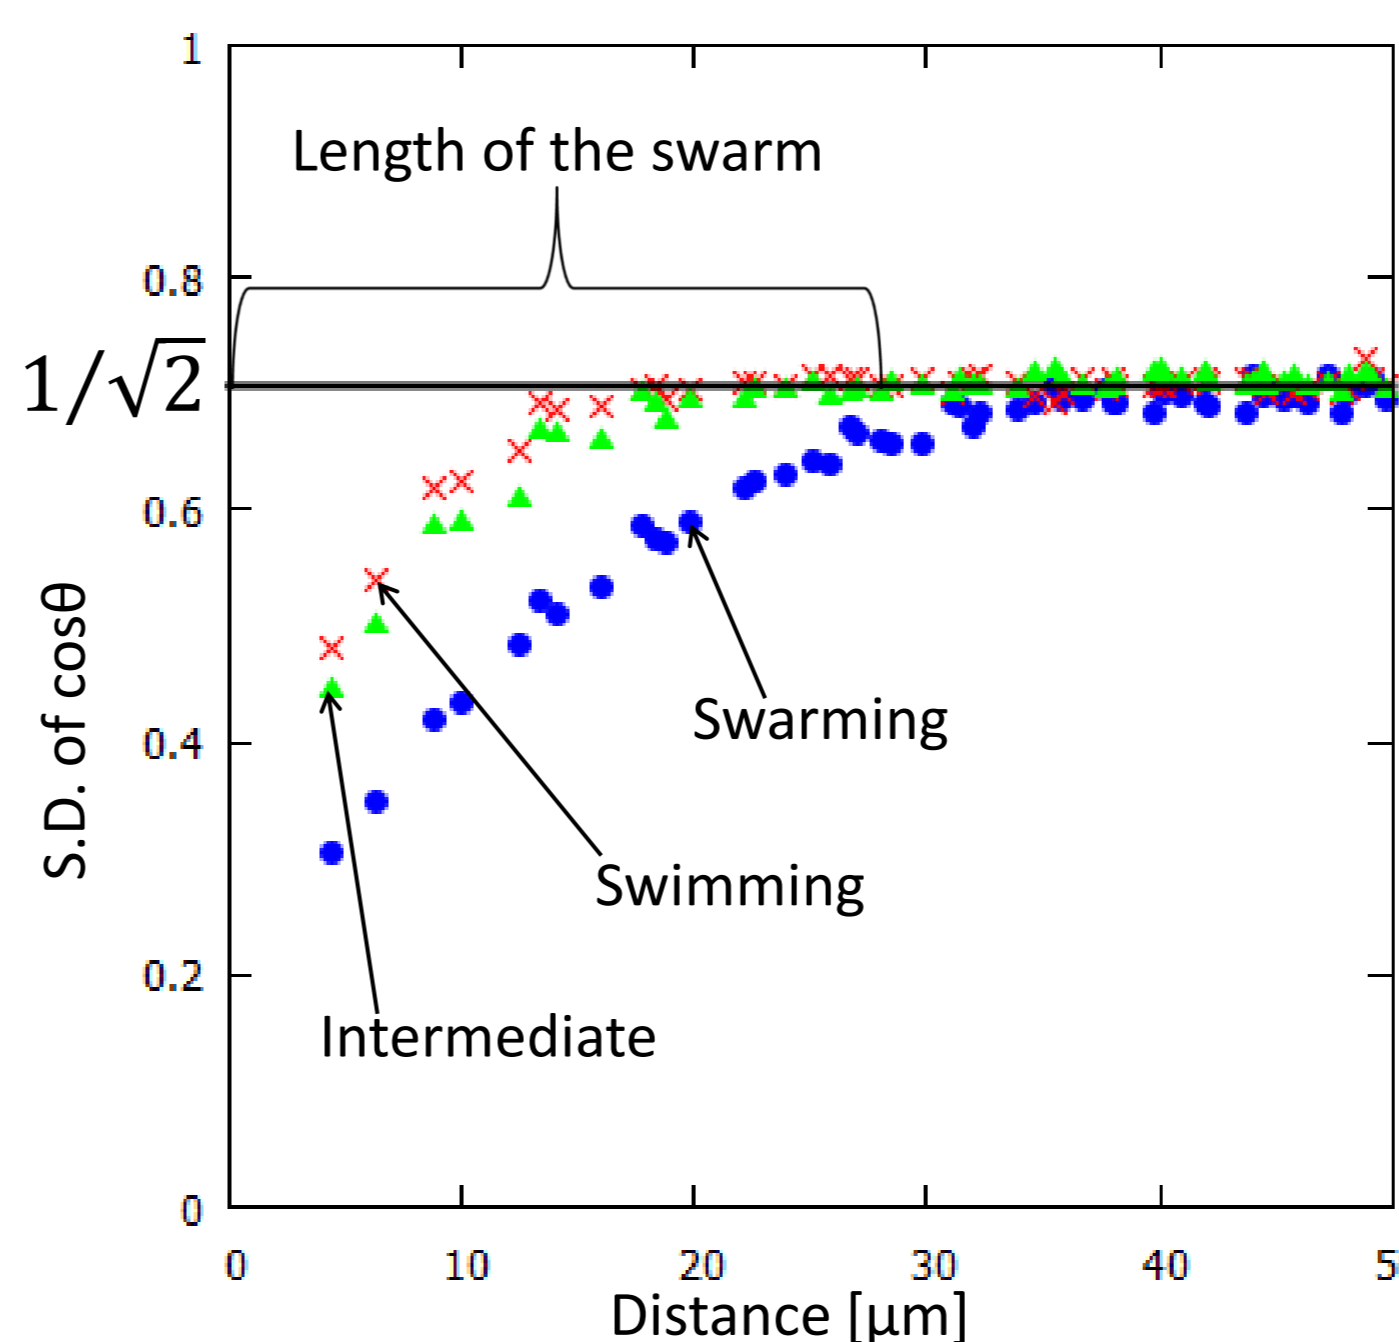 1
Length of the swarm
0.8
1/√2
0.6
S.D. of cosθ
Swarming
0.4
Swimming
0.2
Intermediate
0
0 10 20 30 40 5
Distance [μm]